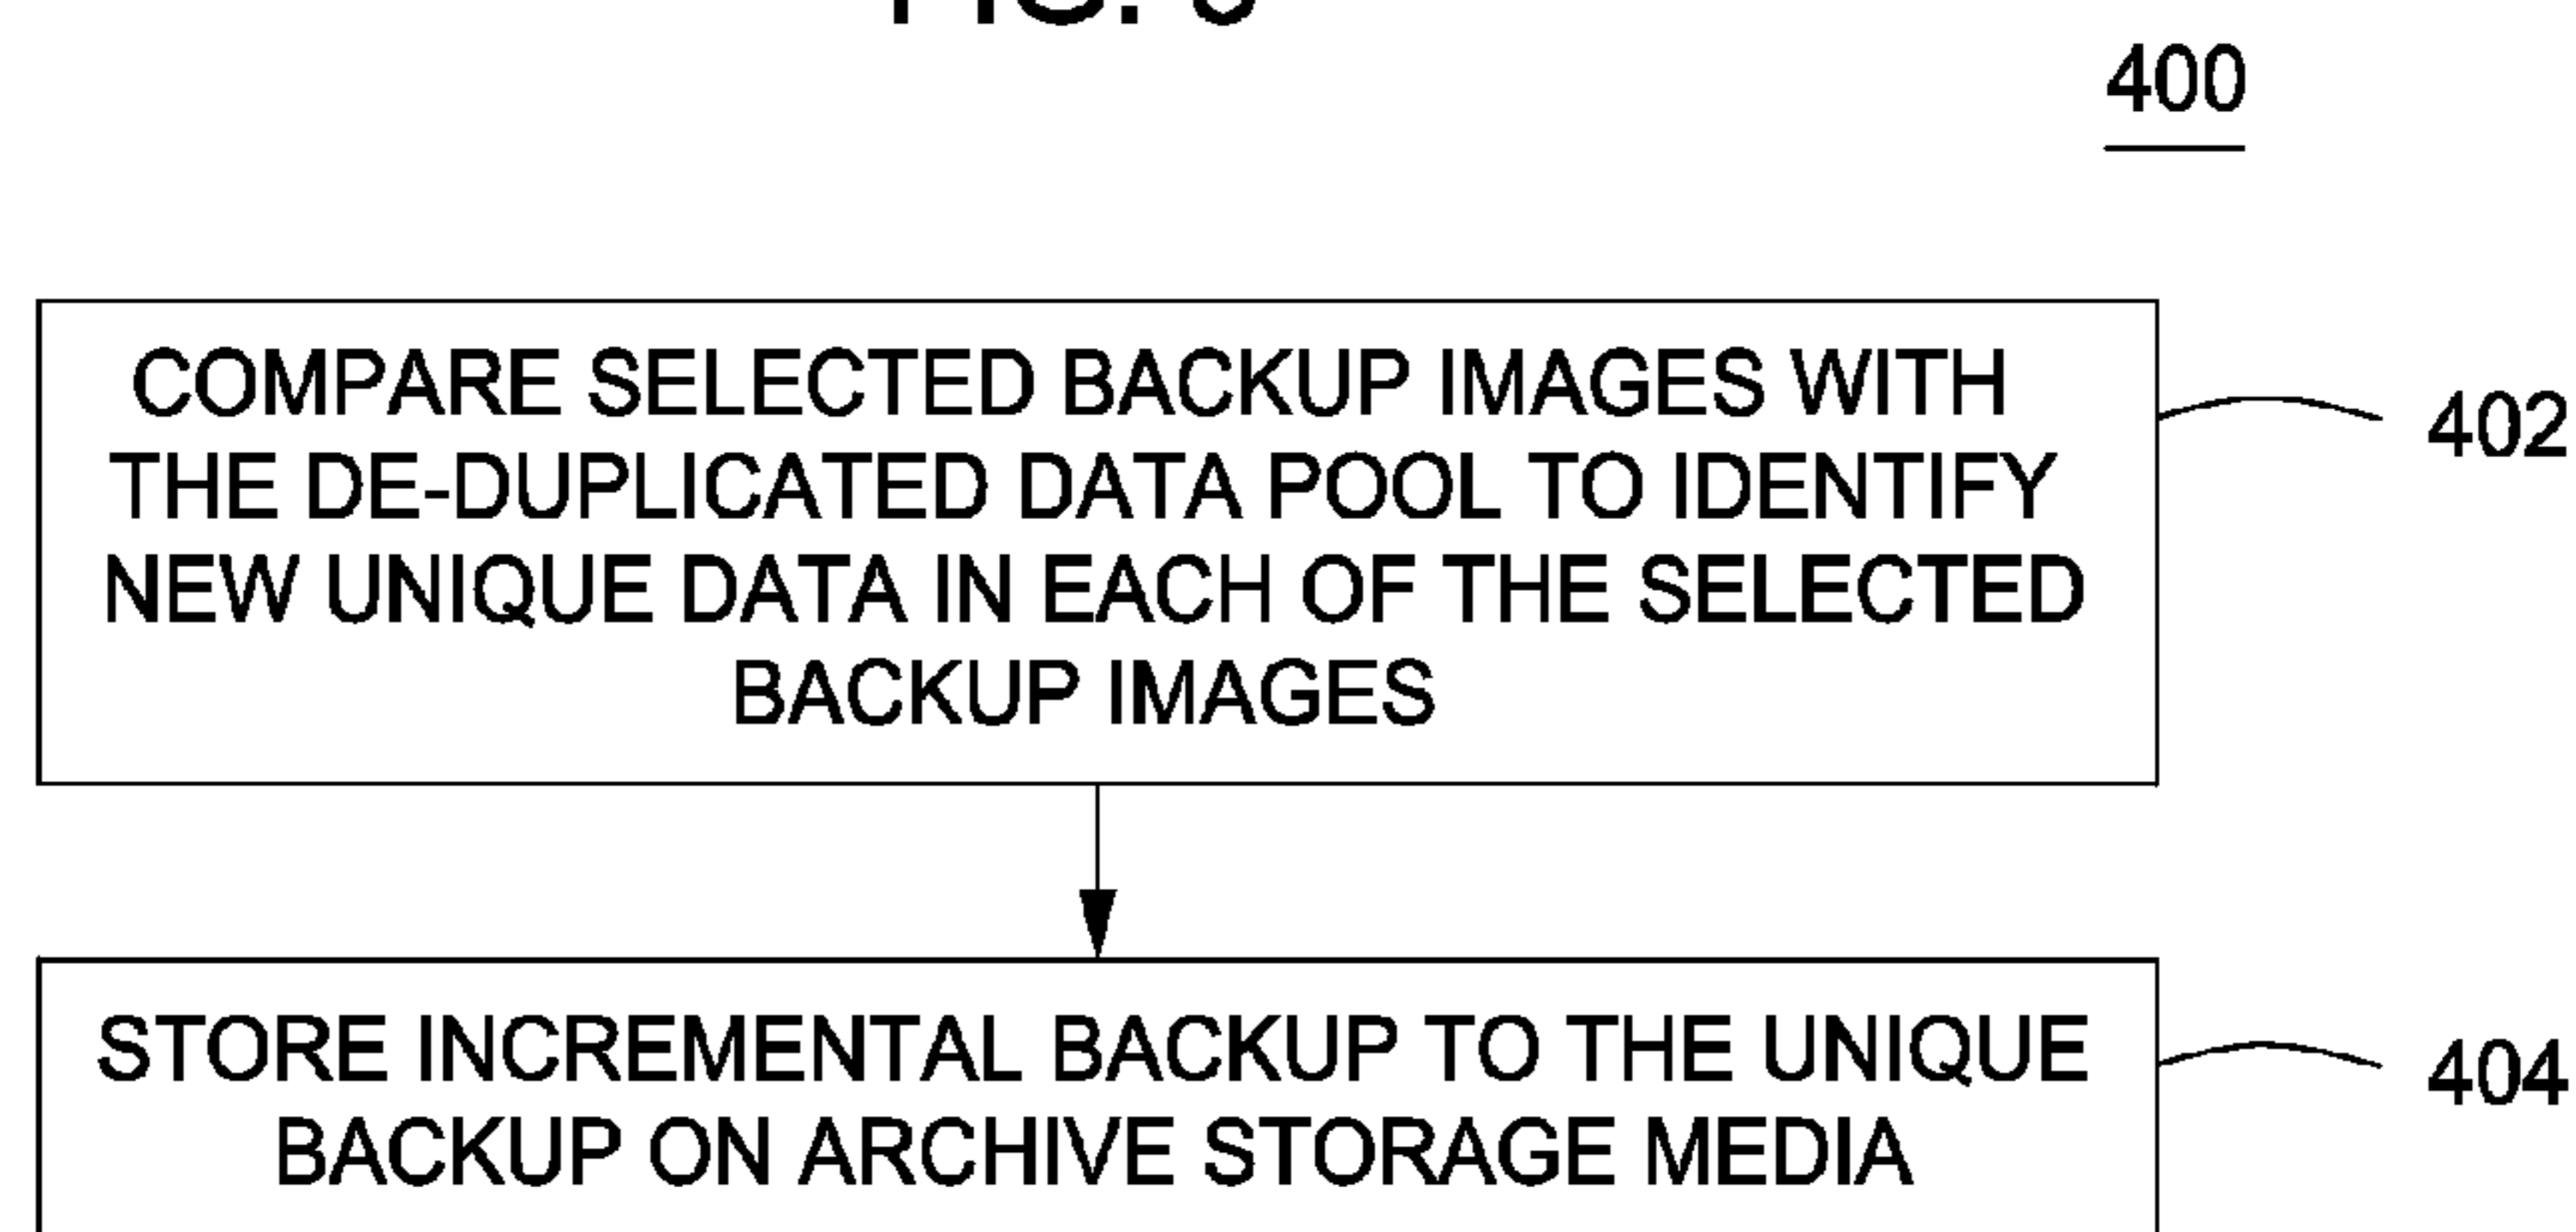 400
COMPARE SELECTED BACKUP IMAGES WITH
THE DE-DUPLICATED DATA POOL TO IDENTIFY
NEW UNIQUE DATA IN EACH OF THE SELECTED
BACKUP IMAGES
402
STORE INCREMENTAL BACKUP TO THE UNIQUE
BACKUP ON ARCHIVE STORAGE MEDIA
404